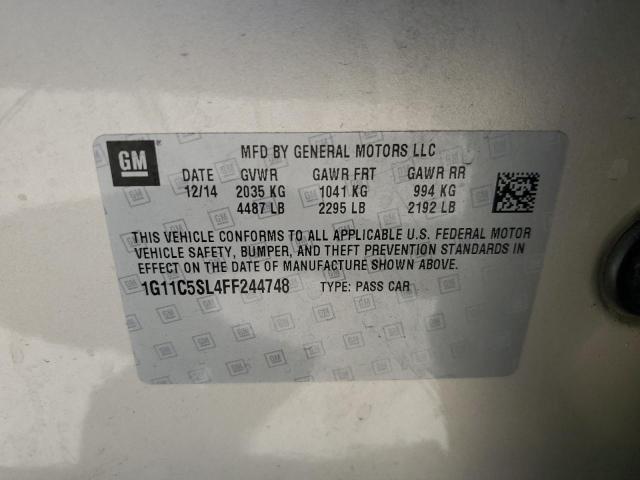 GM
MFD BY GENERAL MOTORS LLC
DATE GVWR GAWR FRT GAWR RR
12/14 2035 KG 1041 KG 994 KG
4487 LB 2295 LB 2192 LB
THIS VEHICLE CONFORMS TO ALL APPLICABLE U.S. FEDERAL MOTOR
VEHICLE SAFETY, BUMPER, AND THEFT PREVENTION STANDARDS IN
EFFECT ON THE DATE OF MANUFACTURE SHOWN ABOVE.
1G11C5SL4FF244748 TYPE: PASS CAR